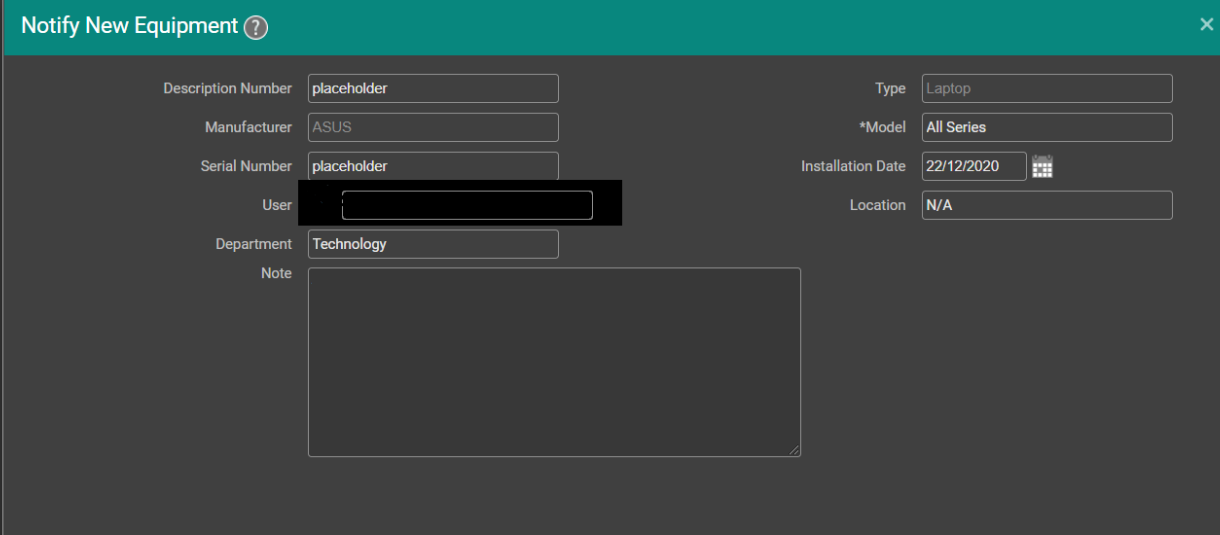 Notify New Equipment ?
Description Number placeholder Type Laptop
Manufacturer ASUS *Model All Series
Serial Number placeholder Installation Date 22/12/2020
User Location N/A
Department Technology
Note